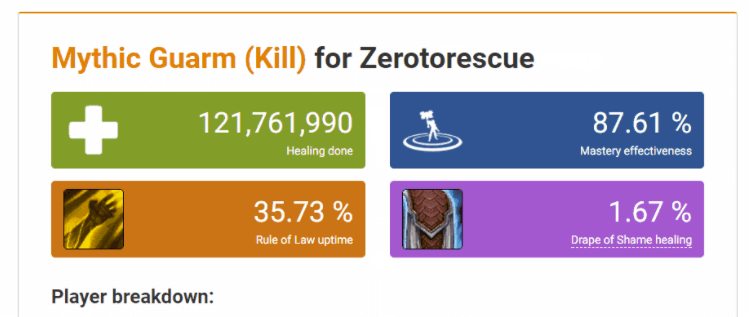 Mythic Guarm (Kill) for Zerotorescue
121,761,990
Healing done
87.61 %
Mastery effectiveness
35.73 %
Rule of Law uptime
1.67 %
Drape of Shame healing
Player breakdown: